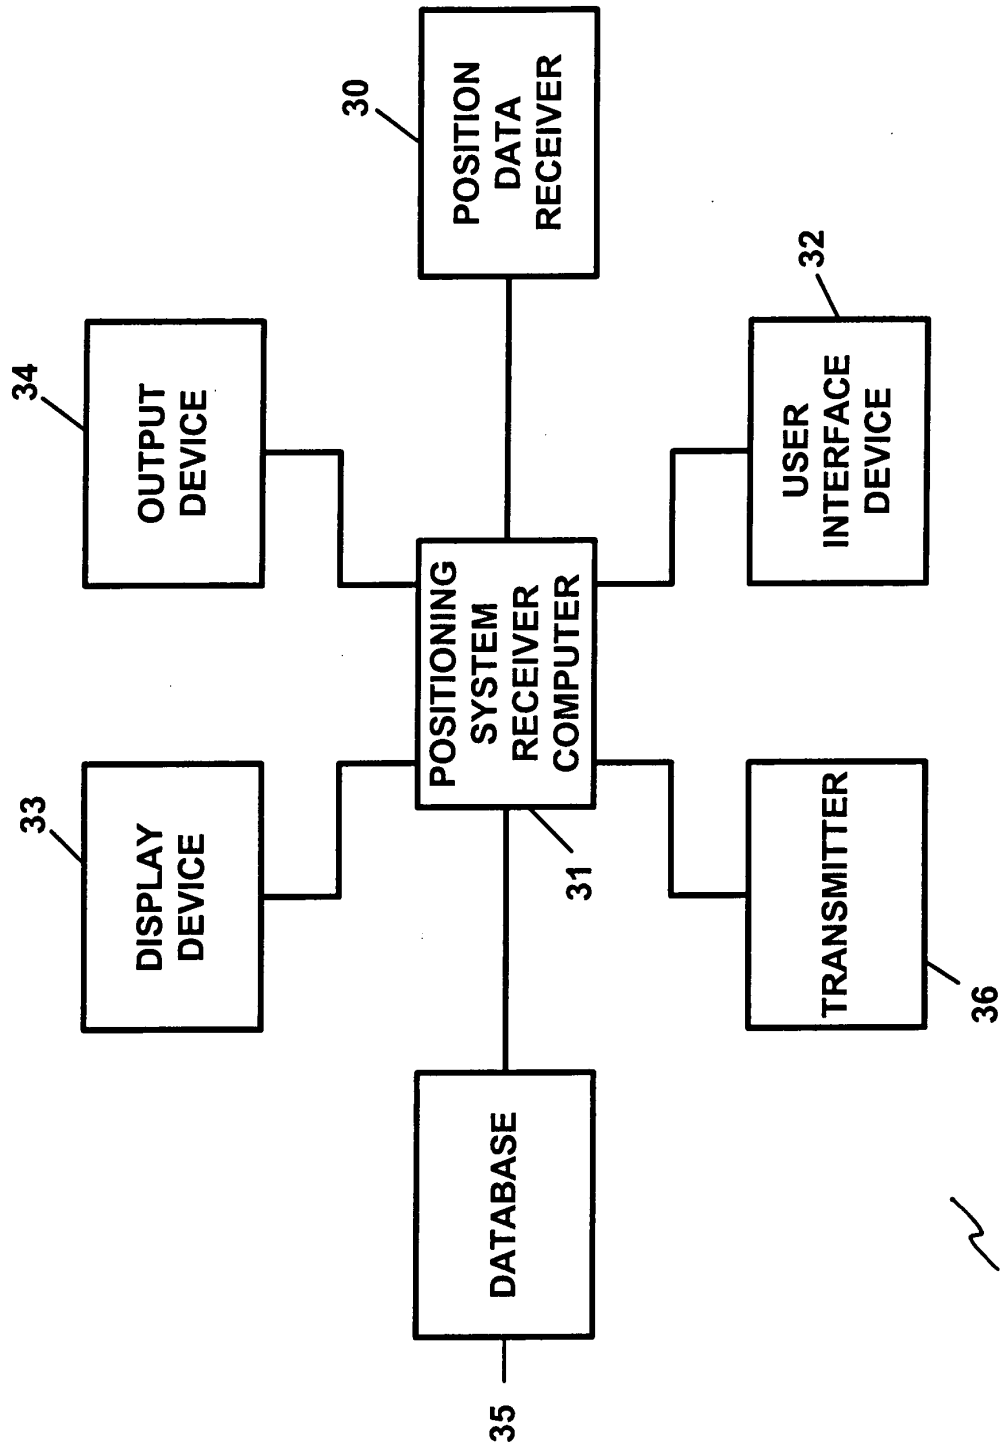 33
DISPLAY
DEVICE
34
OUTPUT
DEVICE
35
DATABASE
POSITIONING
SYSTEM
RECEIVER
COMPUTER
31
30
POSITION
DATA
RECEIVER
TRANSMITTER
36
32
USER
INTERFACE
DEVICE